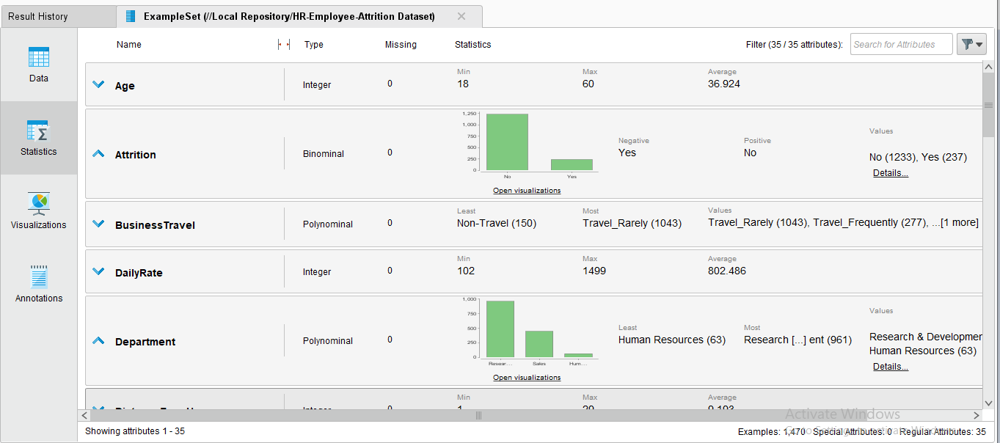 Result History
ExampleSet (//Local Repository/HR-Employee-Attrition Dataset)
Data
Statistics
Visualizations
Annotations
Name Type Missing Statistics Filter (35 / 35 attributes): Search for Attributes
Min Max Average
Age Integer 0 18 60 36.924
1,250
1,000
750
500
250
0
No Yes
Open visualizations
Attrition Binominal 0
Negative Positive Values
Yes No No (1233), Yes (237)
Details...
Least Most Values
BusinessTravel Polynominal 0 Non-Travel (150) Travel_Rarely (1043) Travel_Rarely (1043), Travel_Frequently (277), ...[1 more]
Min Max Average
DailyRate Integer 0 102 1499 802.486
1,000
750
500
250
0
Resear... Sales Hum...
Open visualizations
Department Polynominal 0
Least Most Values
Human Resources (63) Research [...] ent (961) Research & Developmen
Human Resources (63)
Details...
Min Max Average
Integer 0 1 29 9.193
Activate Windows
Go to Settings to activate Windows.
Showing attributes 1 - 35
Examples: 1,470 Special Attributes: 0 Regular Attributes: 35